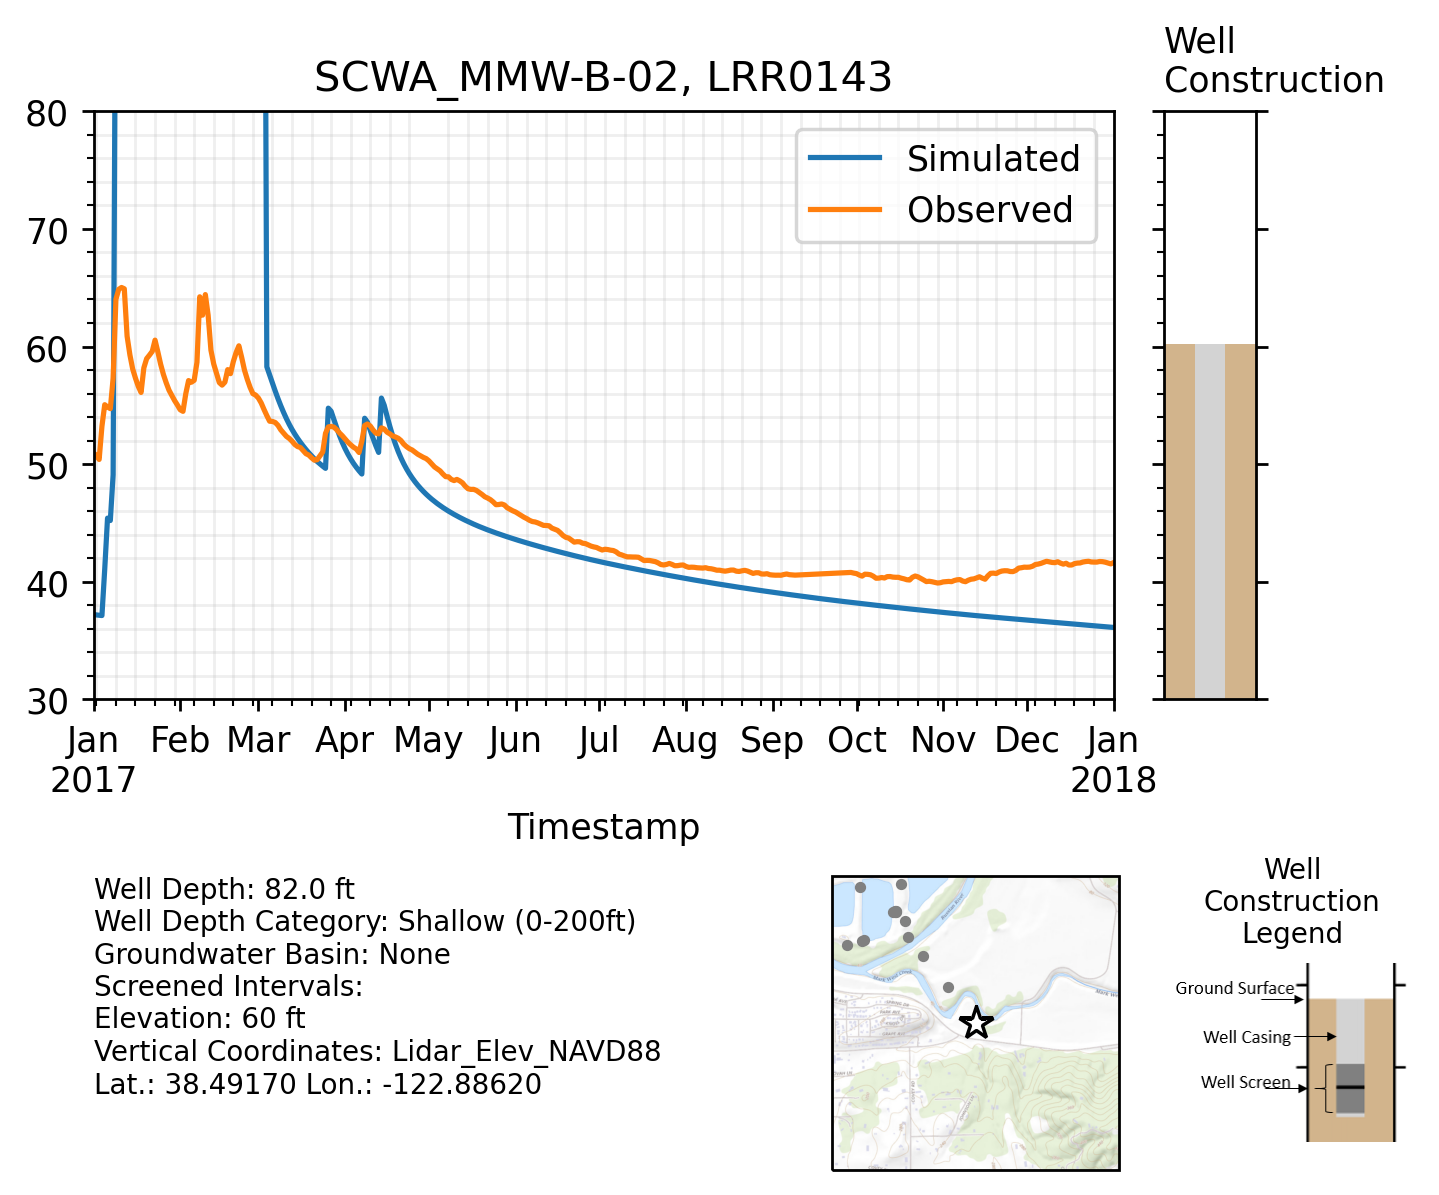 Well
Construction
SCWA_MMW-B-02, LRR0143
80
70
60
50
40
30
Simulated
Observed
Jan Feb Mar Apr May Jun Jul Aug Sep Oct Nov Dec Jan
2017 2018
Timestamp
Well Depth: 82.0 ft
Well Depth Category: Shallow (0-200ft)
Groundwater Basin: None
Screened Intervals:
Elevation: 60 ft
Vertical Coordinates: Lidar_Elev_NAVD88
Lat.: 38.49170 Lon.: -122.88620
Well
Construction
Legend
Ground Surface
Well Casing
Well Screen